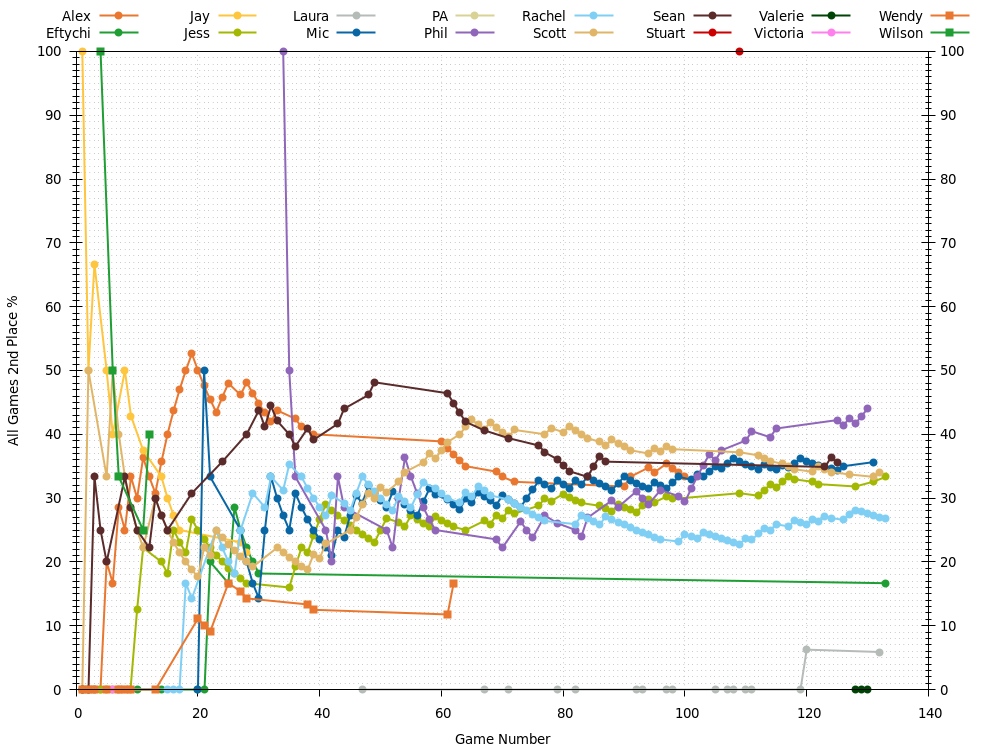 Alex Jay Laura PA Rachel Sean Valerie Wendy
Eftychi Jess Mic Phil Scott Stuart Victoria Wilson
100 100
90 90
80 80
70 70
60 60
50 50
40 40
30 30
20 20
10 10
0 0
All Games 2nd Place %
0 20 40 60 80 100 120 140
Game Number